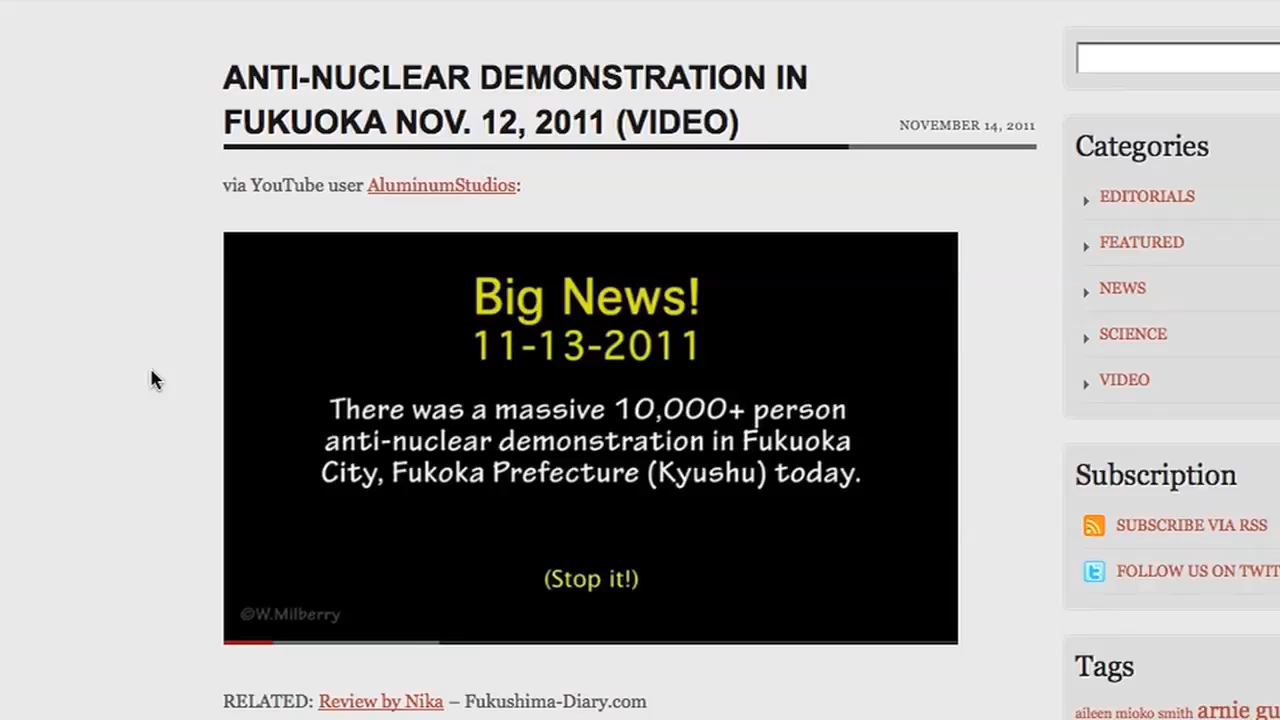 ANTI-NUCLEAR DEMONSTRATION IN
FUKUOKA NOV. 12, 2011 (VIDEO)
NOVEMBER 14, 2011
via YouTube user AluminumStudios:
Big News!
11-13-2011
There was a massive 10,000+ person
anti-nuclear demonstration in Fukuoka
City, Fukoka Prefecture (Kyushu) today.
(Stop it!)
©W.Milberry
RELATED: Review by Nika – Fukushima-Diary.com
Categories
EDITORIALS
FEATURED
NEWS
SCIENCE
VIDEO
Subscription
SUBSCRIBE VIA RSS
FOLLOW US ON TWIT
Tags
aileen mioko smith arnie gu